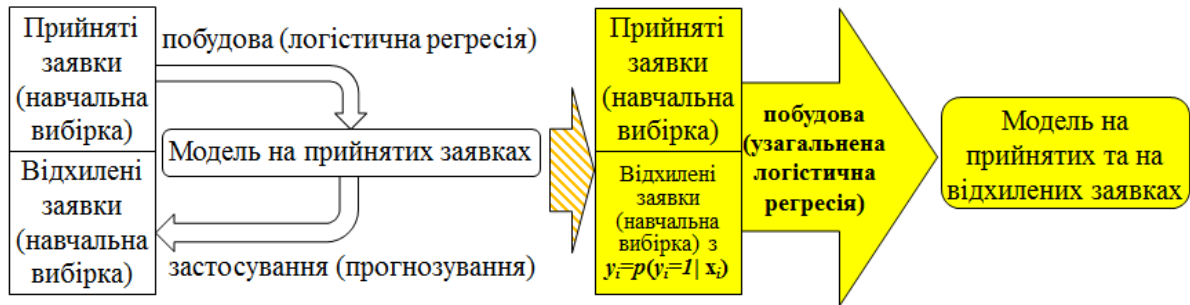 Прийняті
заявки
(навчальна
вибірка)
Відхилені
заявки
(навчальна
вибірка)
побудова (логістична регресія)
Модель на прийнятих заявках
застосування (прогнозування)
Прийняті
заявки
(навчальна
вибірка)
Відхилені
заявки
(навчальна
вибірка) з
yᵢ=p(yᵢ=1| xᵢ)
побудова
(узагальнена
логістична
регресія)
Модель на
прийнятих та на
відхилених заявках